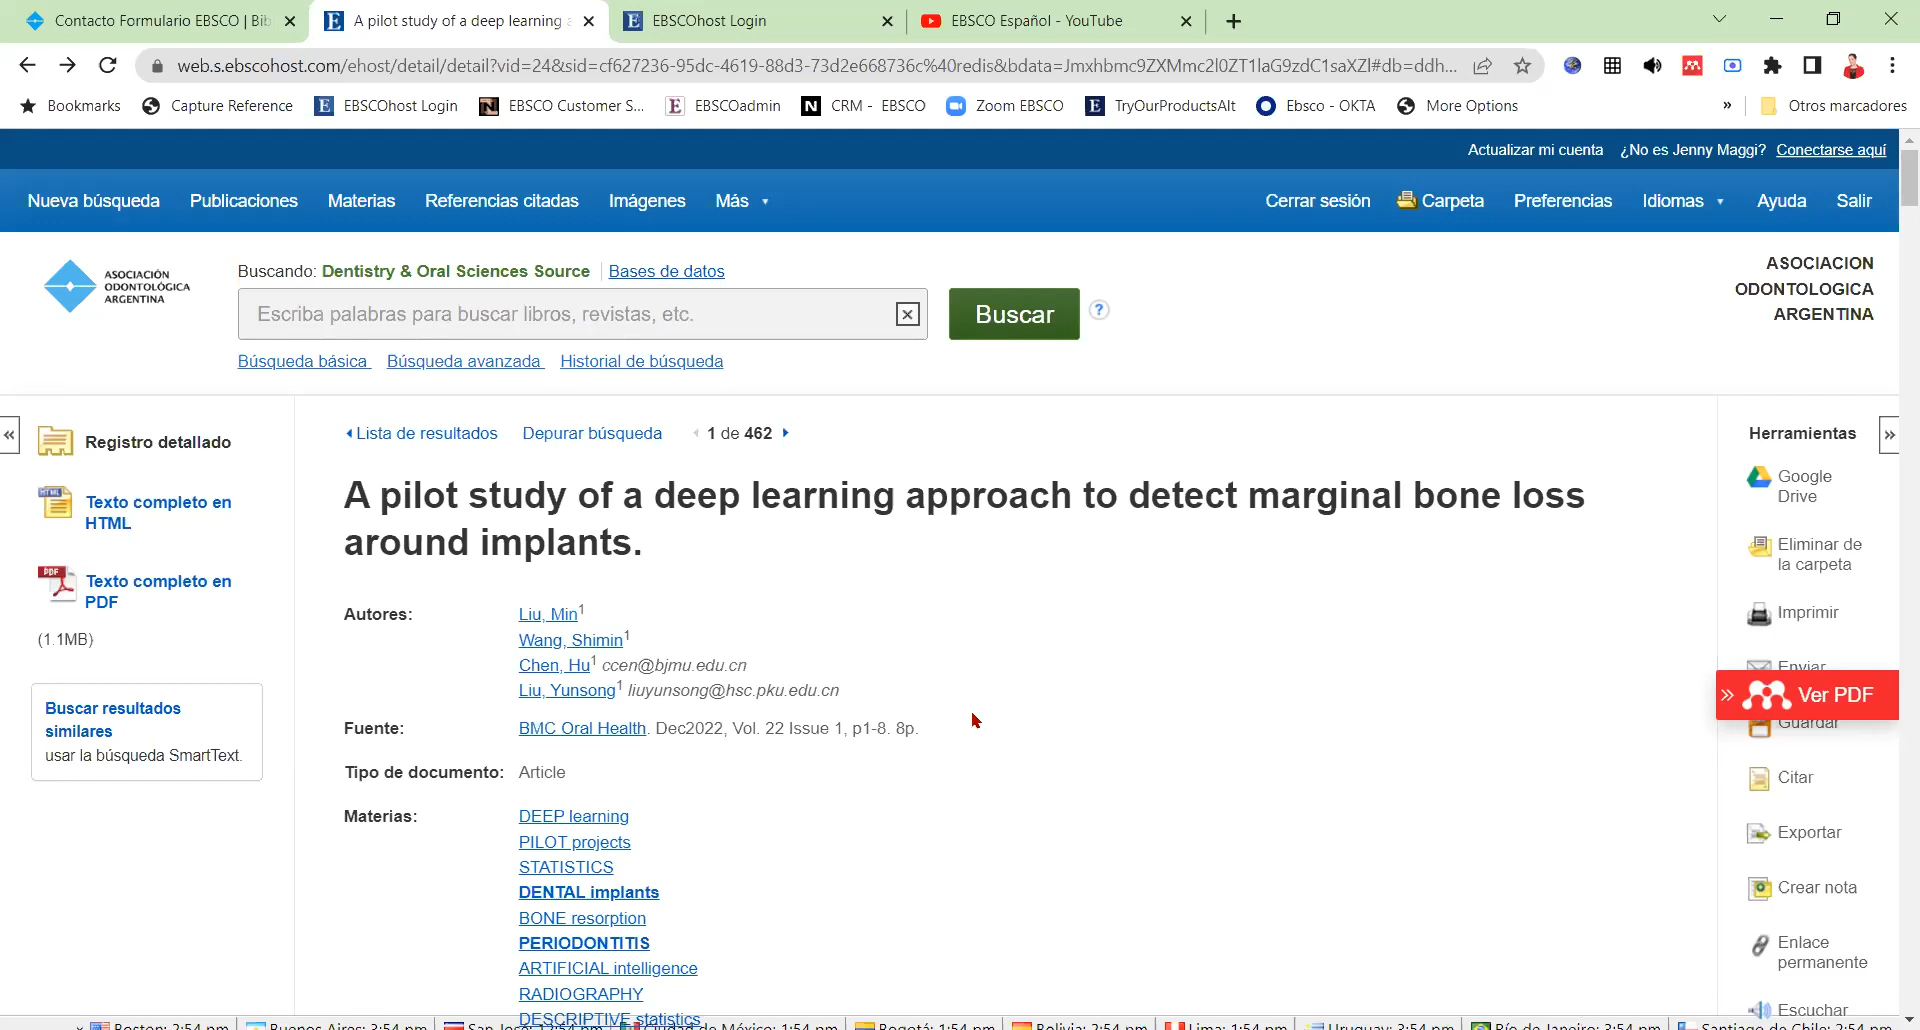 Contacto Formulario EBSCO | Bib
A pilot study of a deep learning
EBSCOhost Login
EBSCO Español - YouTube
web.s.ebscohost.com/ehost/detail/detail?vid=24&sid=cf627236-95dc-4619-88d3-73d2e668736c%40redis&bdata=Jmxhbmc9ZXMmc2l0ZT1laG9zdC1saXZl#db=ddh...
Bookmarks
Capture Reference
EBSCOhost Login
EBSCO Customer S...
EBSCOadmin
CRM - EBSCO
Zoom EBSCO
TryOurProductsAlt
Ebsco - OKTA
More Options
»
Otros marcadores
Actualizar mi cuenta ¿No es Jenny Maggi? Conectarse aquí
Nueva búsqueda Publicaciones Materias Referencias citadas Imágenes Más
Cerrar sesión Carpeta Preferencias Idiomas Ayuda Salir
ASOCIACIÓN
ODONTOLÓGICA
ARGENTINA
Buscando: Dentistry & Oral Sciences Source Bases de datos
Escriba palabras para buscar libros, revistas, etc.
Buscar
?
Búsqueda básica Búsqueda avanzada Historial de búsqueda
ASOCIACION
ODONTOLOGICA
ARGENTINA
«
Registro detallado
HTML
Texto completo en
HTML
PDF
Texto completo en
PDF
(1.1MB)
Buscar resultados
similares
usar la búsqueda SmartText.
Lista de resultados Depurar búsqueda 1 de 462
A pilot study of a deep learning approach to detect marginal bone loss
around implants.
Autores: Liu, Min1
Wang, Shimin1
Chen, Hu1 ccen@bjmu.edu.cn
Liu, Yunsong1 liuyunsong@hsc.pku.edu.cn
Fuente: BMC Oral Health. Dec2022, Vol. 22 Issue 1, p1-8. 8p.
Tipo de documento: Article
Materias: DEEP learning
PILOT projects
STATISTICS
DENTAL implants
BONE resorption
PERIODONTITIS
ARTIFICIAL intelligence
RADIOGRAPHY
DESCRIPTIVE statistics
Herramientas
»
Google
Drive
Eliminar de
la carpeta
Imprimir
Enviar
» Ver PDF
Guardar
Citar
Exportar
Crear nota
Enlace
permanente
Escuchar
Boston: 2:54 pm
Buenos Aires: 3:54 pm
San José: 12:54 pm
Ciudad de México: 1:54 pm
Bogotá: 1:54 pm
Bolivia: 2:54 pm
Lima: 1:54 pm
Uruguay: 3:54 pm
Río de Janeiro: 3:54 pm
Santiago de Chile: 2:54 pm